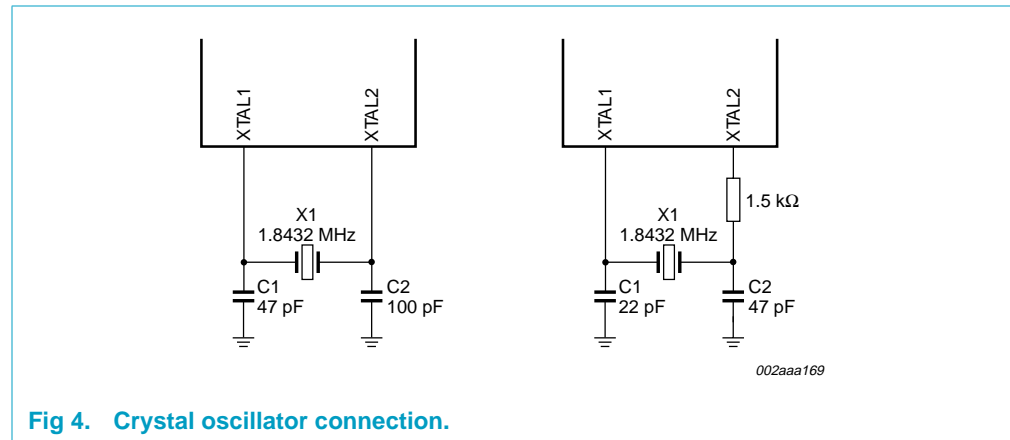 XTAL1
XTAL2
X1
1.8432 MHz
C1
47 pF
C2
100 pF
XTAL1
XTAL2
1.5 kΩ
X1
1.8432 MHz
C1
22 pF
C2
47 pF
002aaa169
Fig 4. Crystal oscillator connection.